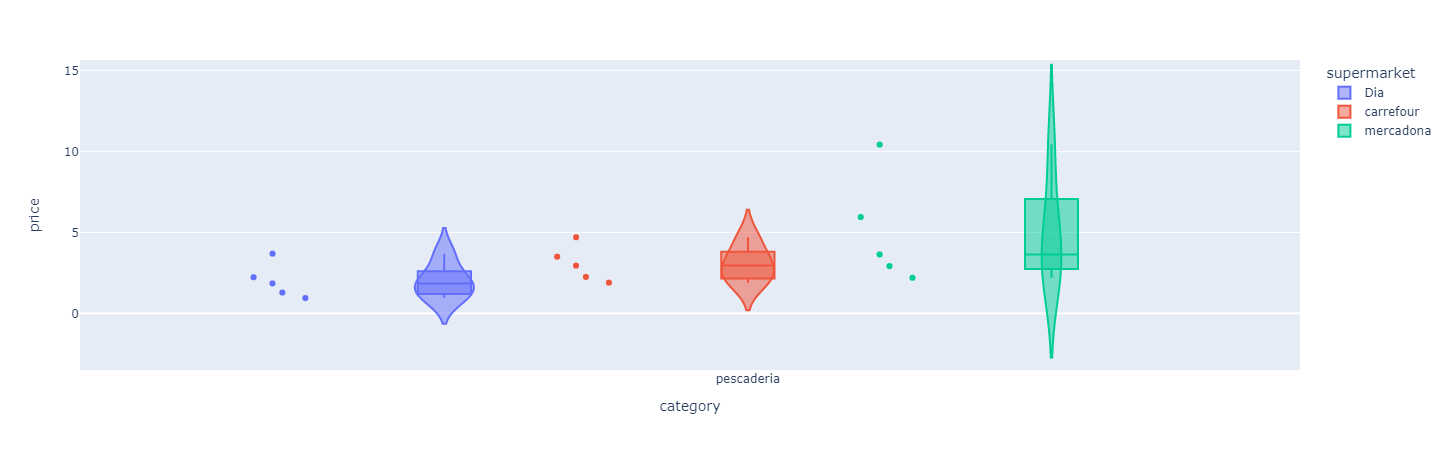 15
10
5
0
price
pescaderia
category
supermarket
Dia
carrefour
mercadona